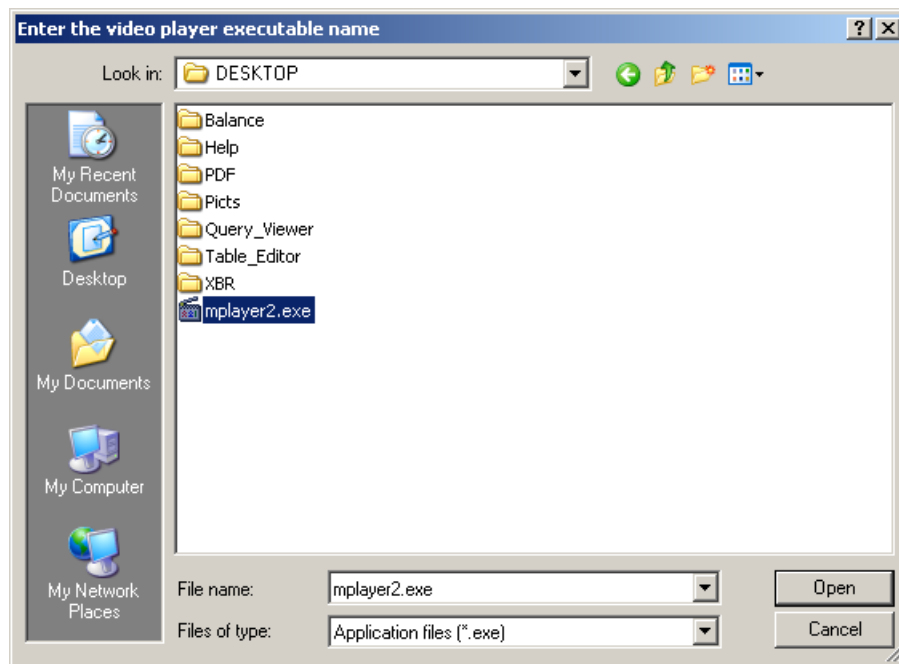 Enter the video player executable name
Look in:
DESKTOP
My Recent
Documents
Desktop
My Documents
My Computer
My Network
Places
Balance
Help
PDF
Picts
Query_Viewer
Table_Editor
XBR
mplayer2.exe
File name:
mplayer2.exe
Open
Files of type:
Application files (*.exe)
Cancel